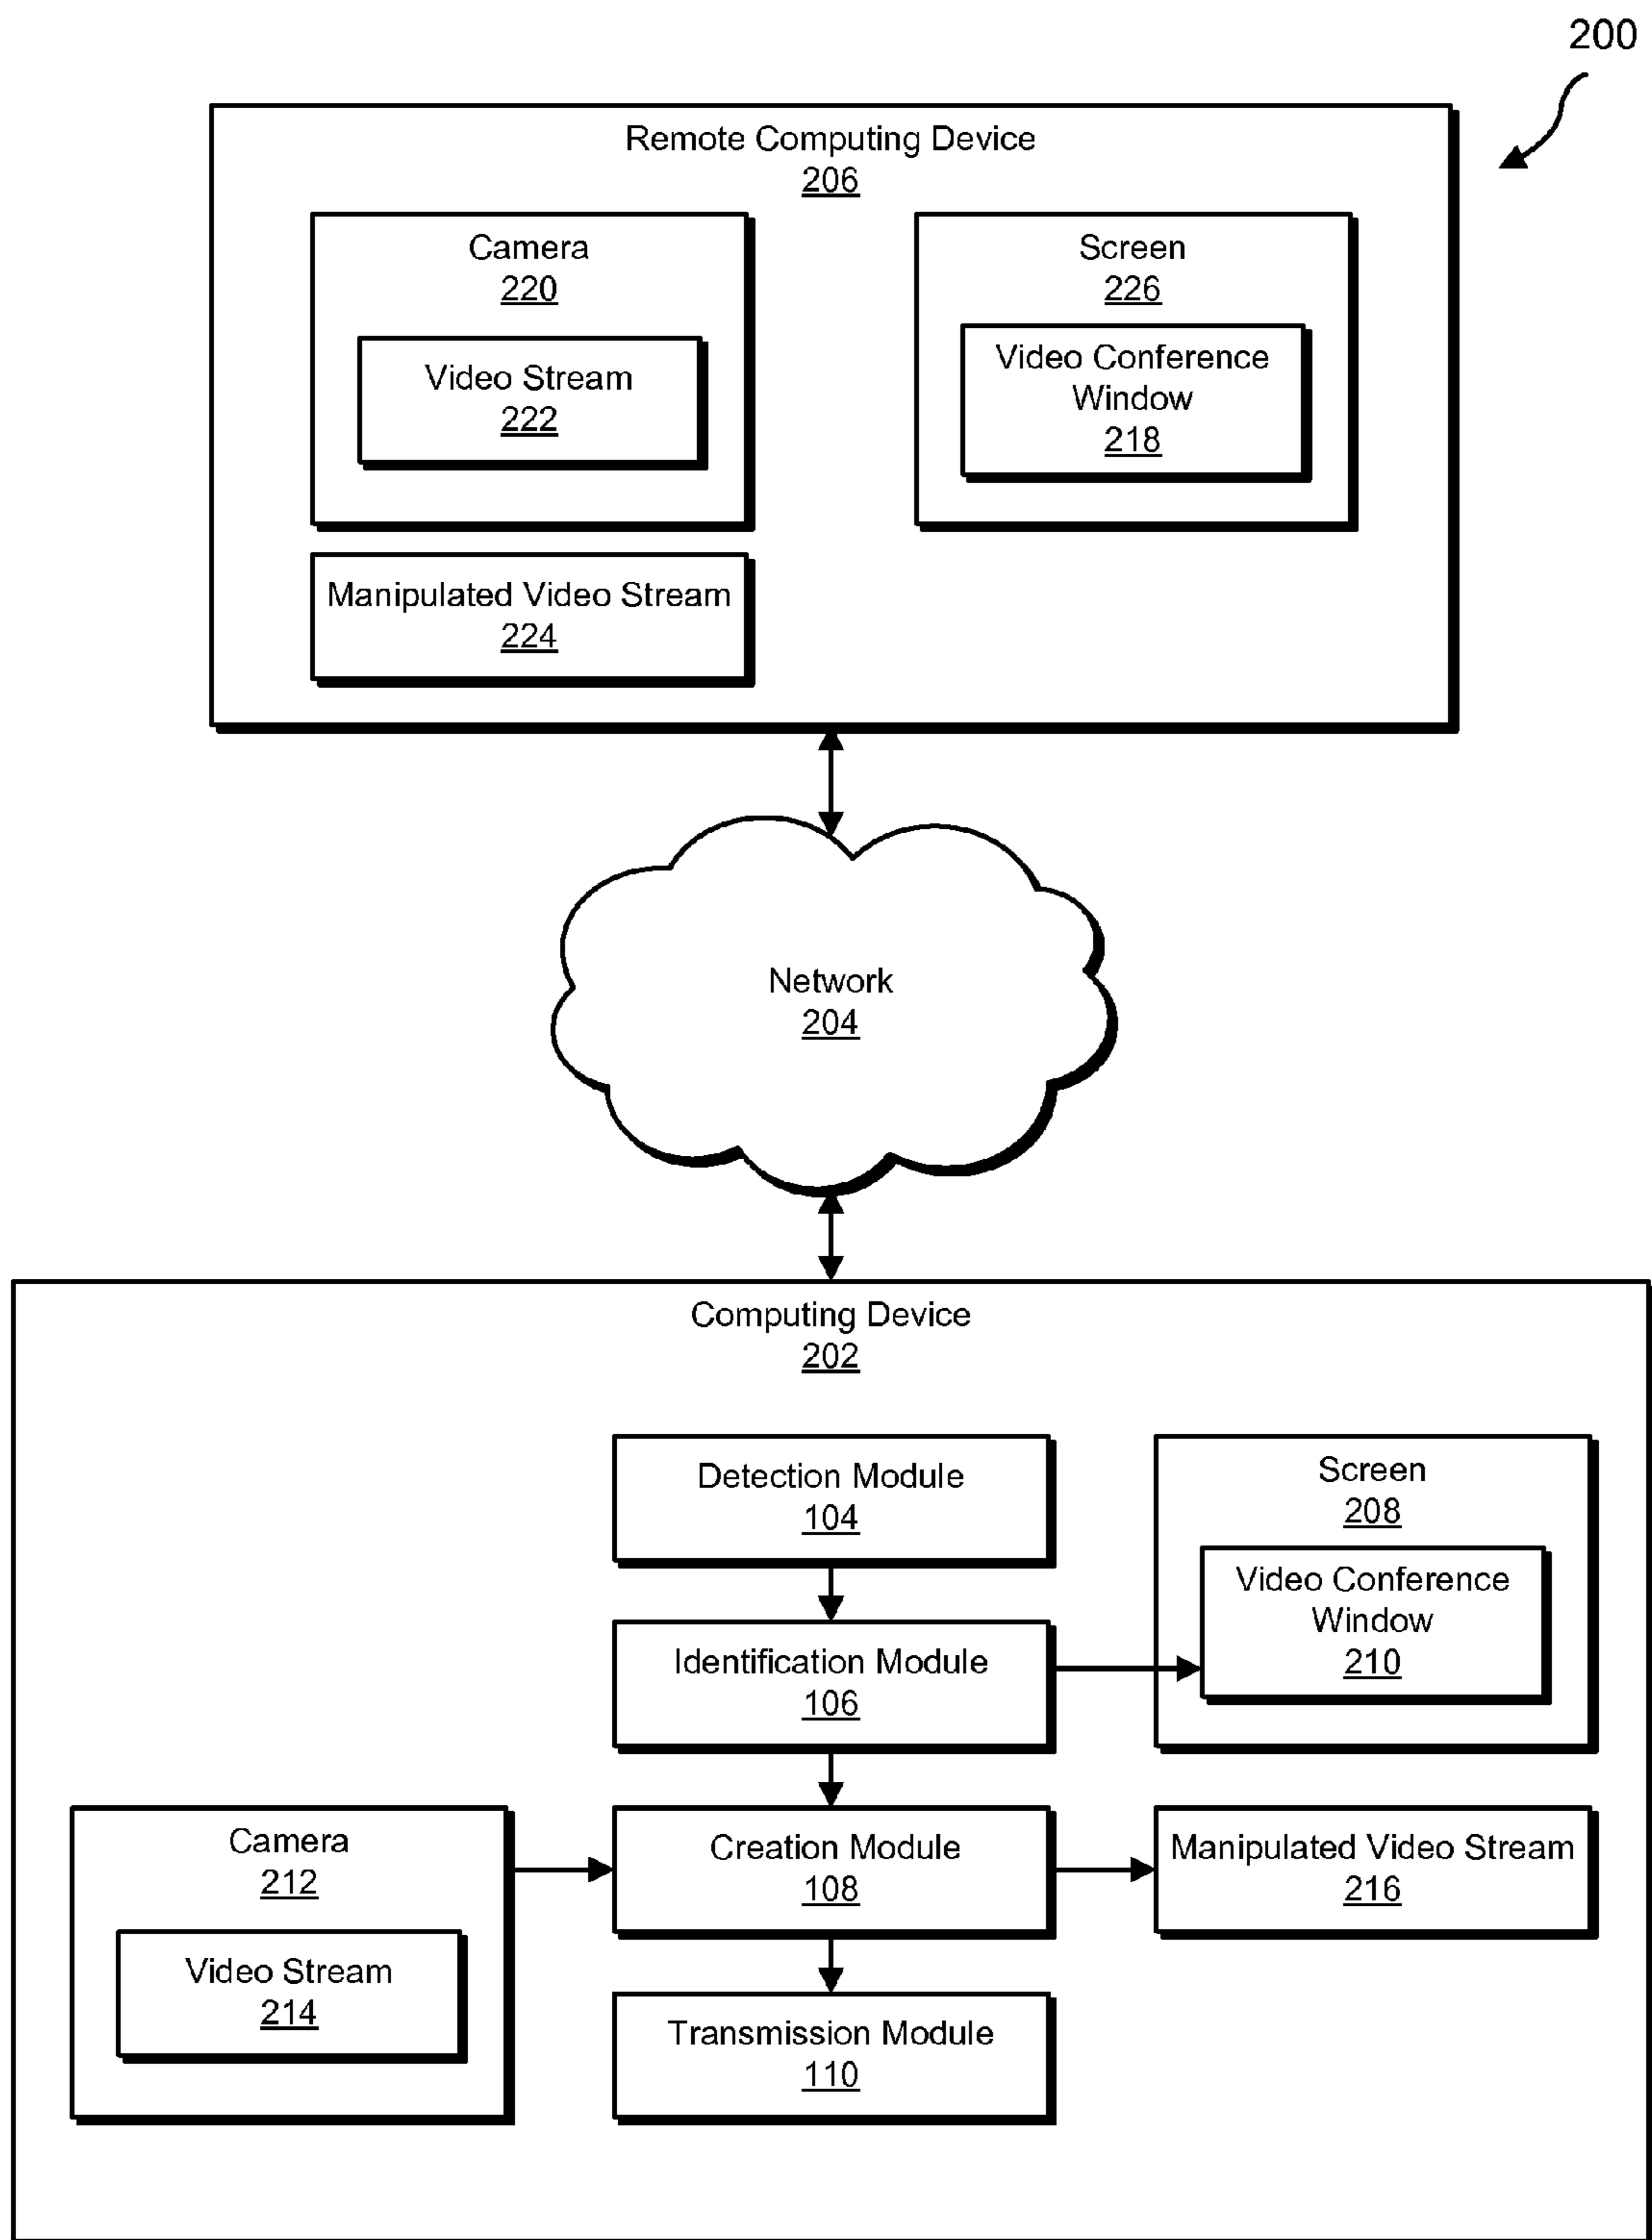 200
Remote Computing Device
206
Camera
220
Video Stream
222
Screen
226
Video Conference
Window
218
Manipulated Video Stream
224
Network
204
Computing Device
202
Detection Module
104
Screen
208
Video Conference
Window
210
Identification Module
106
Camera
212
Video Stream
214
Creation Module
108
Manipulated Video Stream
216
Transmission Module
110